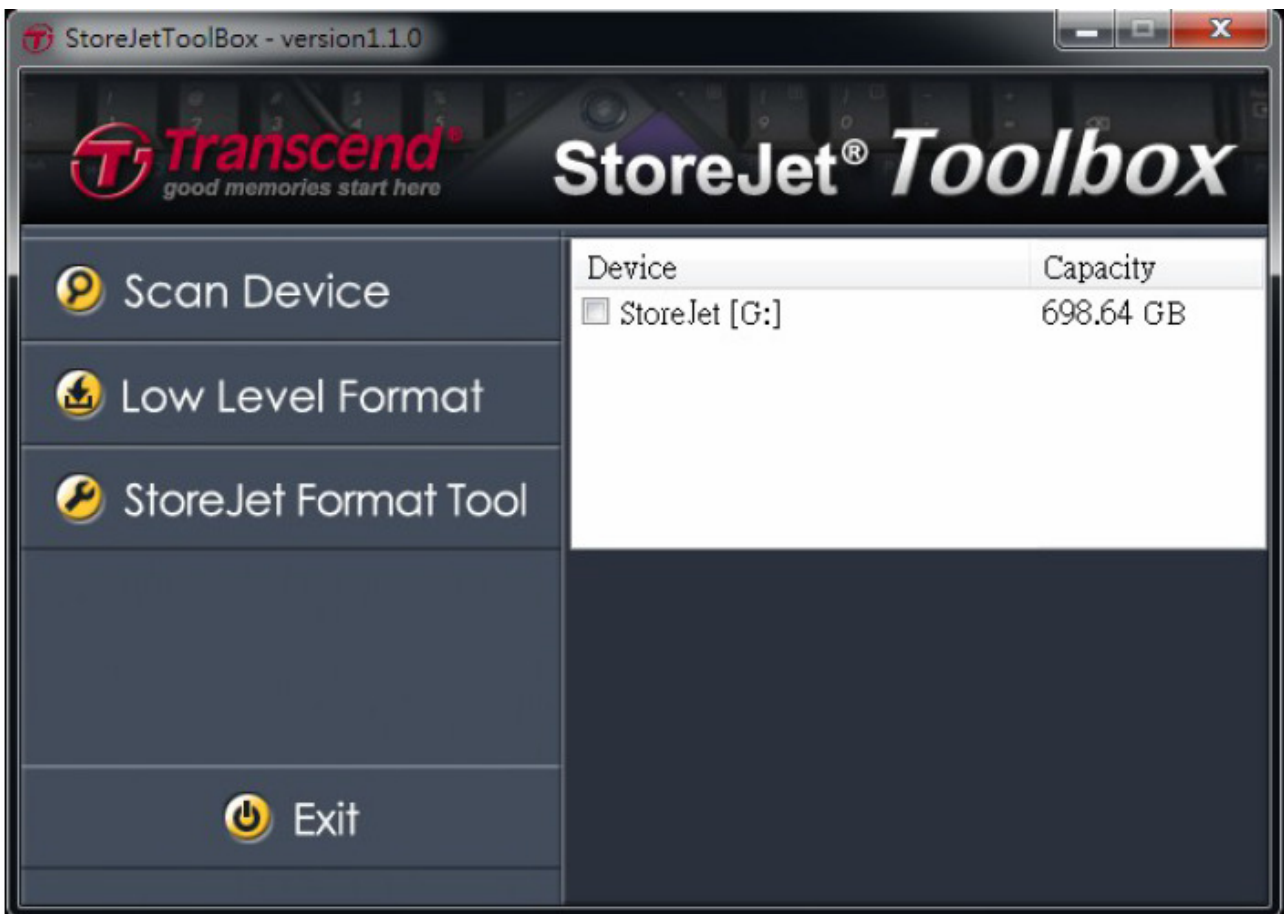 StoreJetToolBox - version1.1.0
Transcend®
good memories start here
StoreJet® Toolbox
Scan Device
Low Level Format
StoreJet Format Tool
Exit
Device Capacity
StoreJet [G:] 698.64 GB